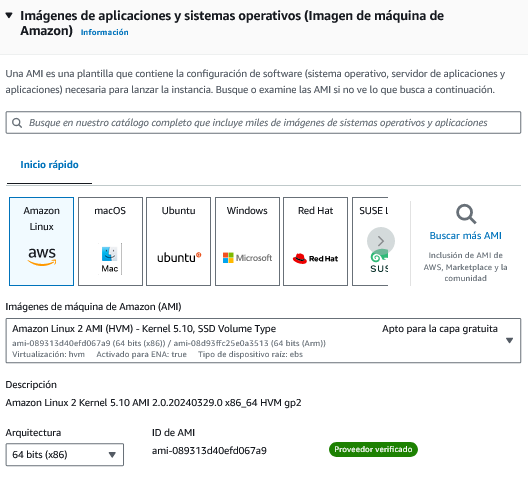 Imágenes de aplicaciones y sistemas operativos (Imagen de máquina de
Amazon) Información
Una AMI es una plantilla que contiene la configuración de software (sistema operativo, servidor de aplicaciones y
aplicaciones) necesaria para lanzar la instancia. Busque o examine las AMI si no ve lo que busca a continuación.
Busque en nuestro catálogo completo que incluye miles de imágenes de sistemas operativos y aplicaciones
Inicio rápido
Amazon
Linux
aws
macOS
Mac
Ubuntu
ubuntu
Windows
Microsoft
Red Hat
Red Hat
SUSE L
SUS
Buscar más AMI
Inclusión de AMI de
AWS, Marketplace y la
comunidad
Imágenes de máquina de Amazon (AMI)
Amazon Linux 2 AMI (HVM) - Kernel 5.10, SSD Volume Type Apto para la capa gratuita
ami-089313d40efd067a9 (64 bits (x86)) / ami-08d93ffc25e0a3513 (64 bits (Arm))
Virtualización: hvm Activado para ENA: true Tipo de dispositivo raíz: ebs
Descripción
Amazon Linux 2 Kernel 5.10 AMI 2.0.20240329.0 x86_64 HVM gp2
Arquitectura ID de AMI
64 bits (x86) ami-089313d40efd067a9 Proveedor verificado